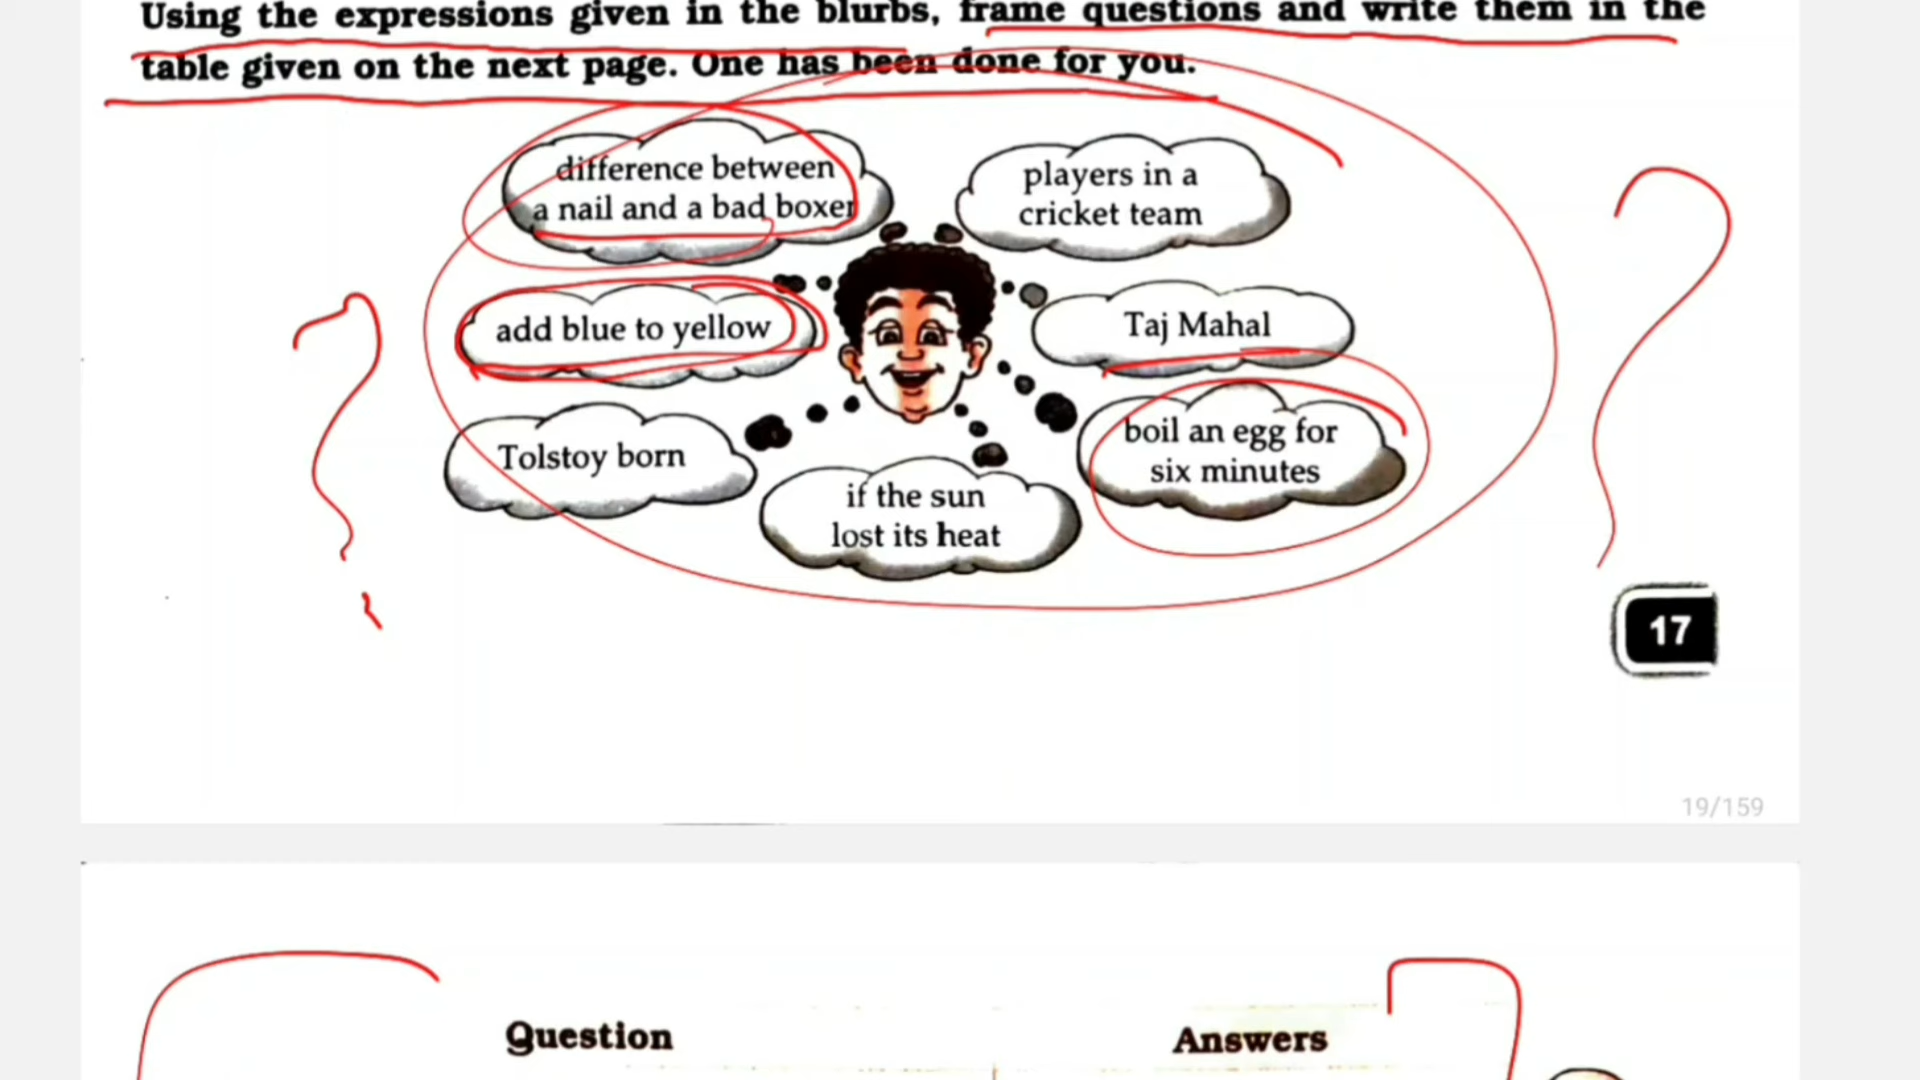 Using the expressions given in the blurbs, frame questions and write them in the
table given on the next page. One has been done for you.
difference between
a nail and a bad boxer
players in a
cricket team
add blue to yellow
Taj Mahal
Tolstoy born
boil an egg for
six minutes
if the sun
lost its heat
17
19/159
Question
Answers